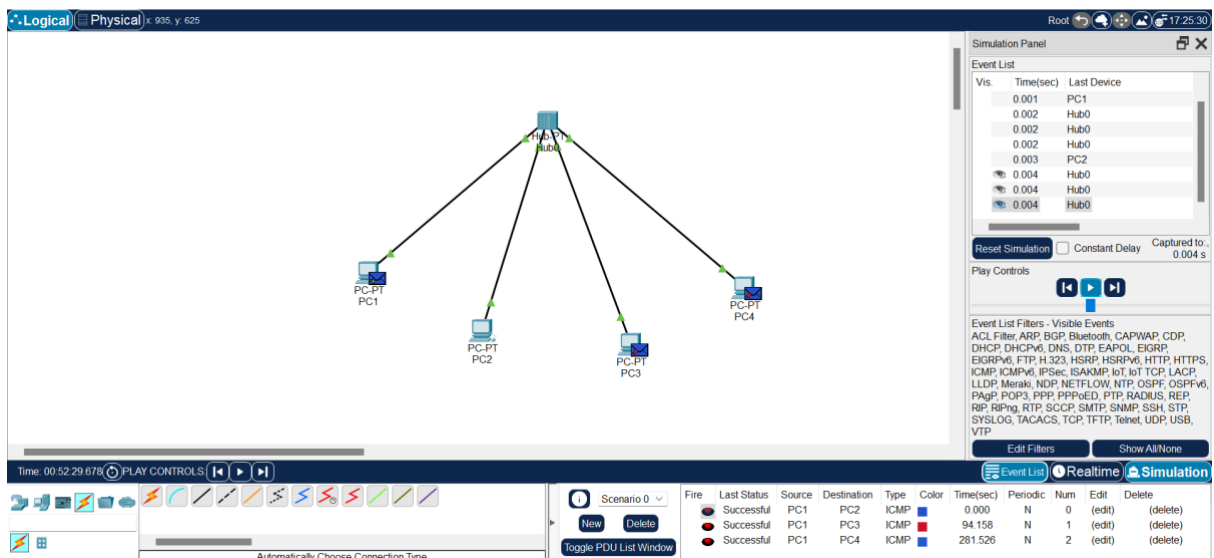 Logical Physical x: 935, y: 625 Root 17:25:30
Simulation Panel
Event List
Vis. Time(sec) Last Device
0.001 PC1
0.002 Hub0
0.002 Hub0
0.002 Hub0
0.003 PC2
0.004 Hub0
0.004 Hub0
0.004 Hub0
Reset Simulation Constant Delay Captured to:
0.004 s
Play Controls
Event List Filters - Visible Events
ACL Filter, ARP, BGP, Bluetooth, CAPWAP, CDP,
DHCP, DHCPv6, DNS, DTP, EAPOL, EIGRP,
EIGRPv6, FTP, H.323, HSRP, HSRPv6, HTTP, HTTPS,
ICMP, ICMPv6, IPSec, ISAKMP, IoT, IoT TCP, LACP,
LLDP, Meraki, NDP, NETFLOW, NTP, OSPF, OSPFv6,
PAgP, POP3, PPP, PPPoED, PTP, RADIUS, REP,
RIP, RIPng, RTP, SCCP, SMTP, SNMP, SSH, STP,
SYSLOG, TACACS, TCP, TFTP, Telnet, UDP, USB,
VTP
Edit Filters Show All/None
Hub-PT
Hub0
PC-PT
PC1
PC-PT
PC2
PC-PT
PC3
PC-PT
PC4
Time: 00:52:29.678 PLAY CONTROLS: Event List Realtime Simulation
Automatically Choose Connection Type
Scenario 0
New Delete
Toggle PDU List Window
Fire Last Status Source Destination Type Color Time(sec) Periodic Num Edit Delete
Successful PC1 PC2 ICMP 0.000 N 0 (edit) (delete)
Successful PC1 PC3 ICMP 94.158 N 1 (edit) (delete)
Successful PC1 PC4 ICMP 281.526 N 2 (edit) (delete)